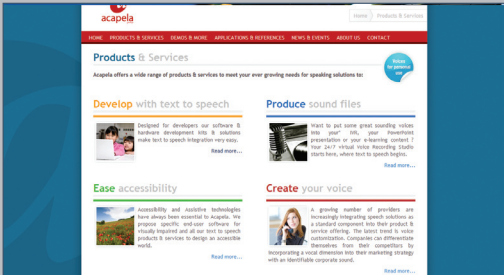 acapela
Home Products & Services
HOME PRODUCTS & SERVICES DEMOS & MORE APPLICATIONS & REFERENCES NEWS & EVENTS ABOUT US CONTACT
Products & Services
Acapela offers a wide range of products & services to meet your ever growing needs for speaking solutions to:
Voices
for personal
use
Develop with text to speech
Designed for developers our software &
hardware development kits & solutions
make text to speech integration very easy.
Read more...
Produce sound files
Want to put some great sounding voices
into your IVR, your PowerPoint
presentation or your e-learning content ?
Your 24/7 virtual Voice Recording Studio
starts here, where text to speech begins.
Read more...
Ease accessibility
Accessibility and Assistive technologies
have always been essential to Acapela. We
propose specific end-user software for
visually impaired and all our text to speech
products & services to design an accessible
world.
Read more...
Create your voice
A growing number of providers are
increasingly integrating speech solutions as
a standard component into their product &
service offering. The latest trend is voice
customization. Companies can differentiate
themselves from their competitors by
incorporating a vocal dimension into their marketing strategy
with an identifiable corporate sound.
Read more...